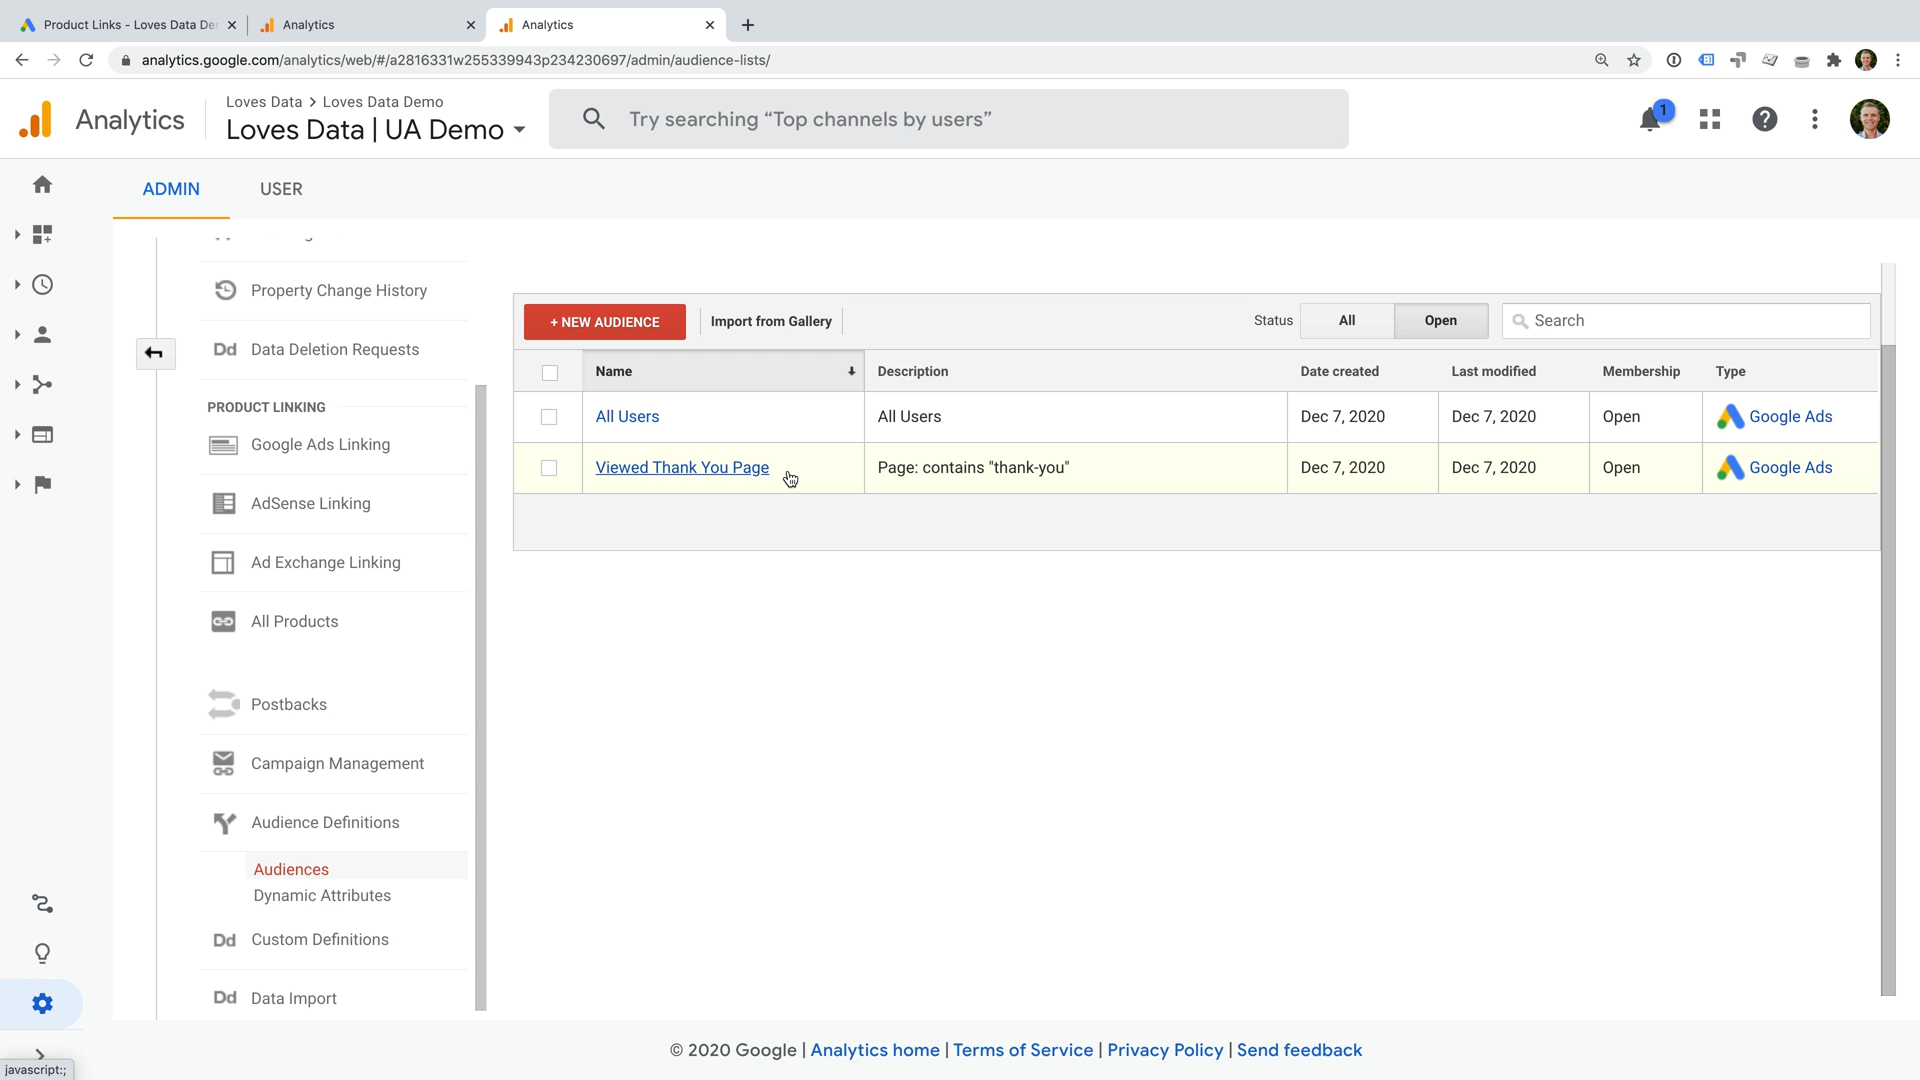 Product Links - Loves Data De
Analytics
Analytics
analytics.google.com/analytics/web/#/a2816331w255339943p234230697/admin/audience-lists/
Analytics
Loves Data > Loves Data Demo
Loves Data | UA Demo
Try searching “Top channels by users”
1
ADMIN
USER
Property Change History
Dd Data Deletion Requests
PRODUCT LINKING
Google Ads Linking
AdSense Linking
Ad Exchange Linking
All Products
Postbacks
Campaign Management
Audience Definitions
Audiences
Dynamic Attributes
Dd Custom Definitions
Dd Data Import
+ NEW AUDIENCE
Import from Gallery
Status
All
Open
Search
Name Description Date created Last modified Membership Type
All Users All Users Dec 7, 2020 Dec 7, 2020 Open Google Ads
Viewed Thank You Page Page: contains "thank-you" Dec 7, 2020 Dec 7, 2020 Open Google Ads
© 2020 Google | Analytics home | Terms of Service | Privacy Policy | Send feedback
javascript:;